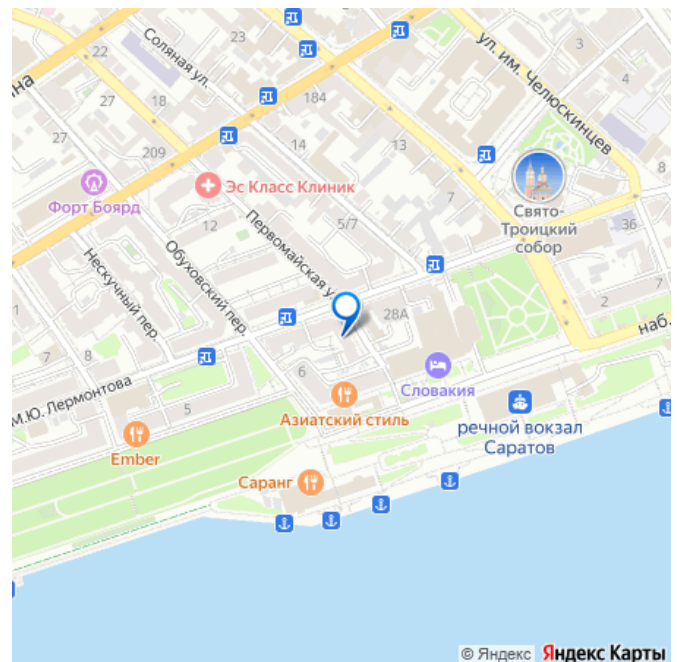 23
22
Соляная ул.
3
ул. им. Челюскинцев
ина
4
27
18
184
27
14
13
209
Эс Класс Клиник
8
7
Форт Боярд
Свято-
Троицкий
собор
12
5/7
Первомайская у
36
Обуховский пер.
Нескучный пер.
28А
2
7
наб.
7
8
6
Словакия
М.Ю. Лермонтова
5
Азиатский стиль
речной вокзал
Саратов
Ember
Саранг
© Яндекс Яндекс Карты